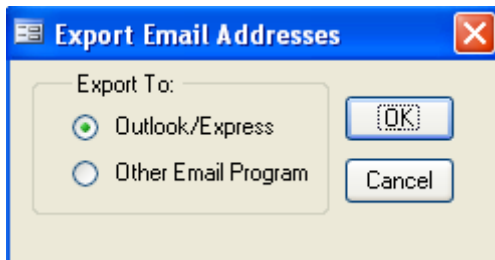 Export Email Addresses
Export To:
Outlook/Express
OK
Other Email Program
Cancel